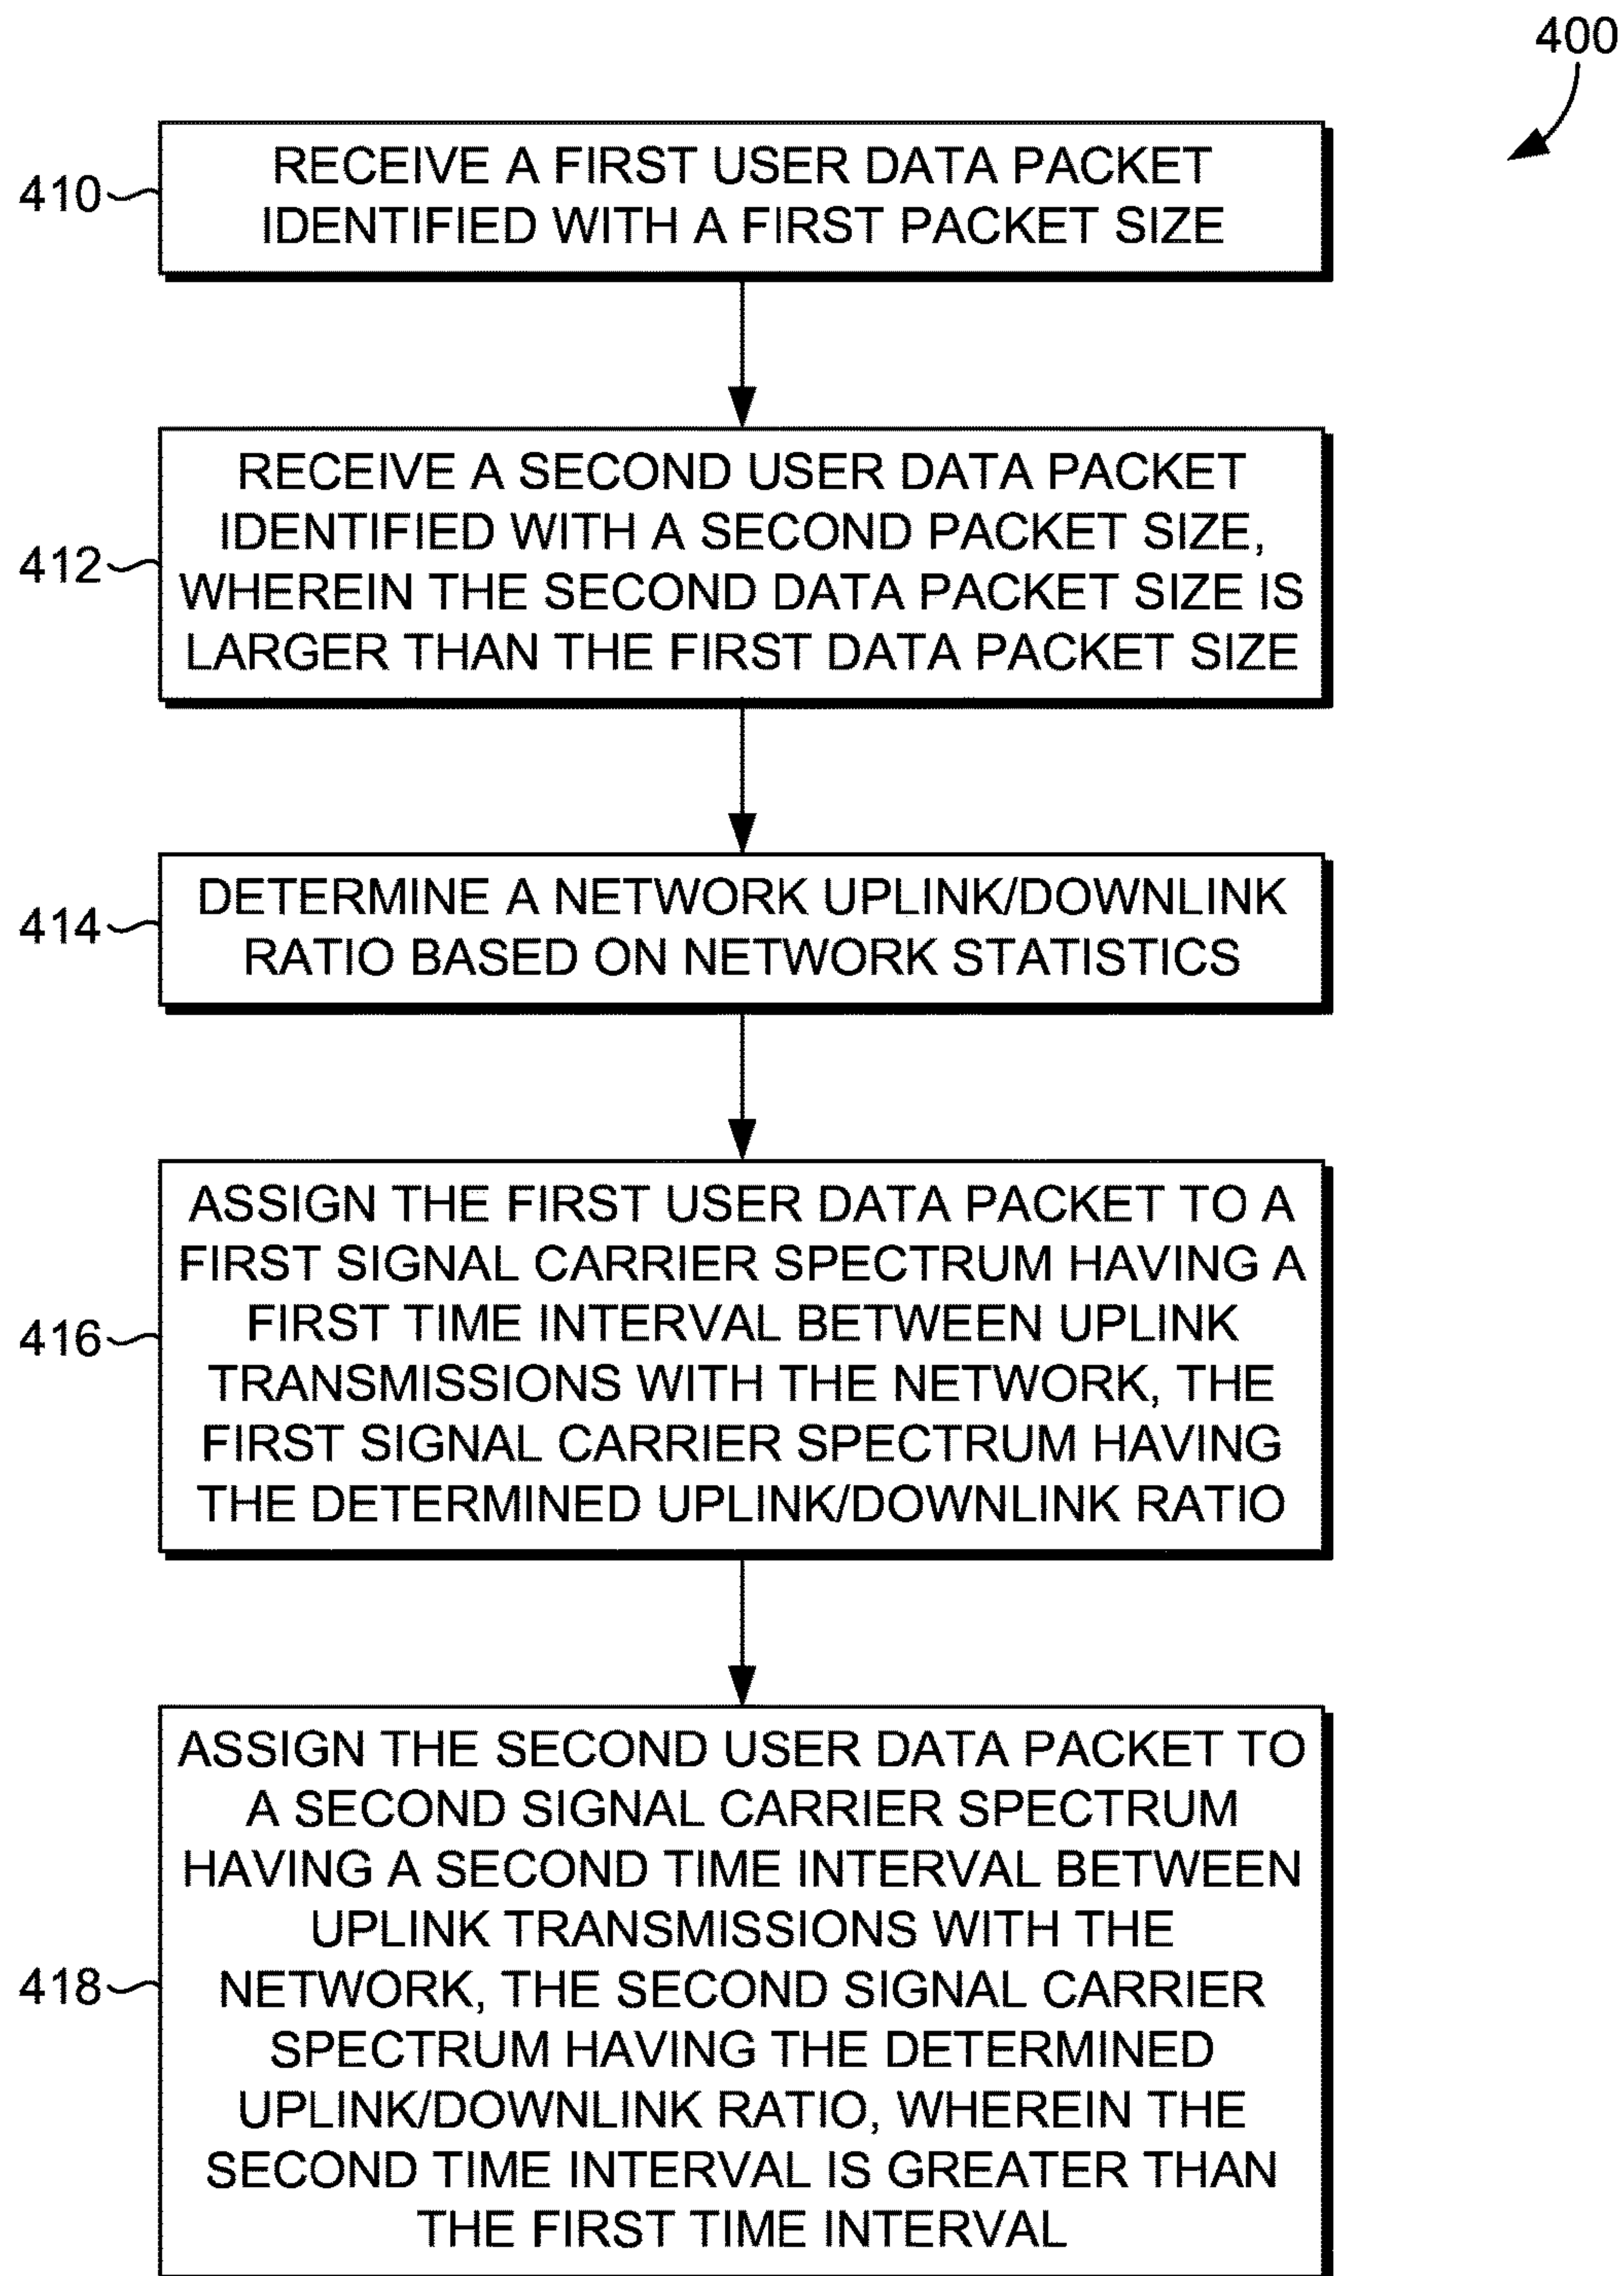 400
410
RECEIVE A FIRST USER DATA PACKET
IDENTIFIED WITH A FIRST PACKET SIZE
412
RECEIVE A SECOND USER DATA PACKET
IDENTIFIED WITH A SECOND PACKET SIZE,
WHEREIN THE SECOND DATA PACKET SIZE IS
LARGER THAN THE FIRST DATA PACKET SIZE
414
DETERMINE A NETWORK UPLINK/DOWNLINK
RATIO BASED ON NETWORK STATISTICS
416
ASSIGN THE FIRST USER DATA PACKET TO A
FIRST SIGNAL CARRIER SPECTRUM HAVING A
FIRST TIME INTERVAL BETWEEN UPLINK
TRANSMISSIONS WITH THE NETWORK, THE
FIRST SIGNAL CARRIER SPECTRUM HAVING
THE DETERMINED UPLINK/DOWNLINK RATIO
418
ASSIGN THE SECOND USER DATA PACKET TO
A SECOND SIGNAL CARRIER SPECTRUM
HAVING A SECOND TIME INTERVAL BETWEEN
UPLINK TRANSMISSIONS WITH THE
NETWORK, THE SECOND SIGNAL CARRIER
SPECTRUM HAVING THE DETERMINED
UPLINK/DOWNLINK RATIO, WHEREIN THE
SECOND TIME INTERVAL IS GREATER THAN
THE FIRST TIME INTERVAL